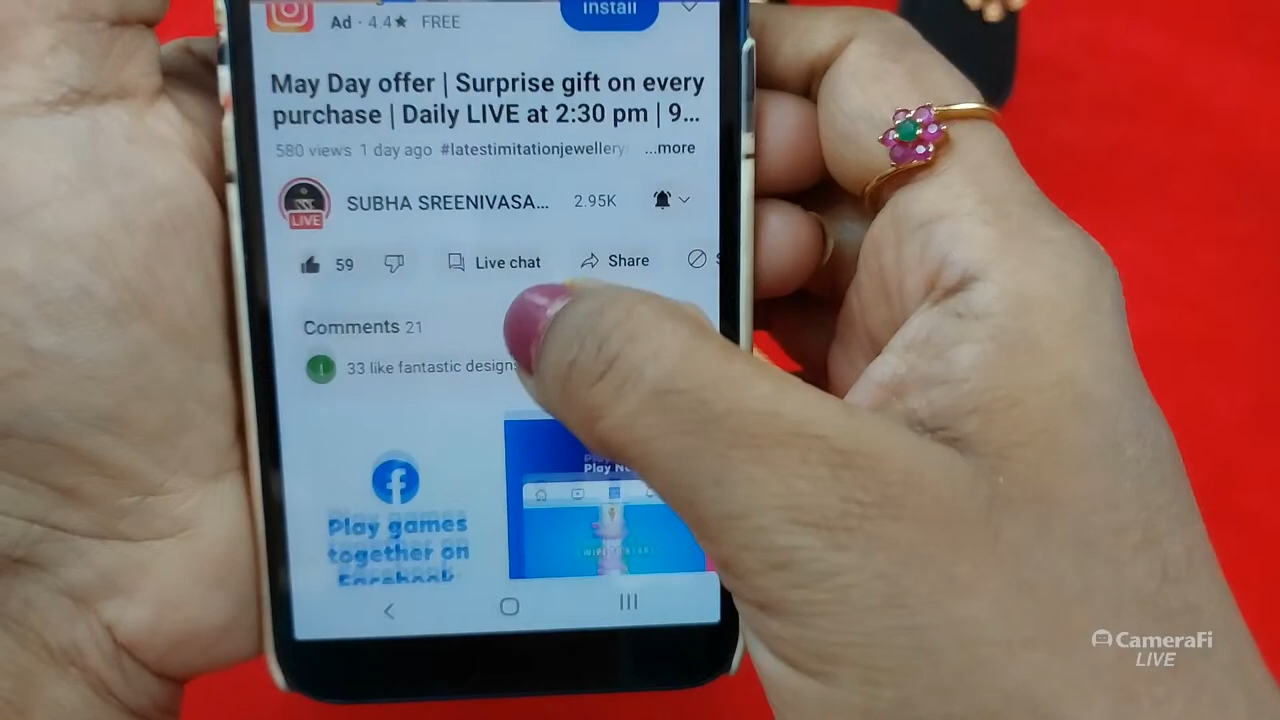 Install
Ad · 4.4★ FREE
May Day offer | Surprise gift on every
purchase | Daily LIVE at 2:30 pm | 9...
580 views 1 day ago #latestimitationjewellery ...more
SUBHA SREENIVASA... 2.95K
LIVE
59 Live chat Share
Comments 21
33 like fantastic designs
Play games
together on
Facebook
CameraFi
LIVE